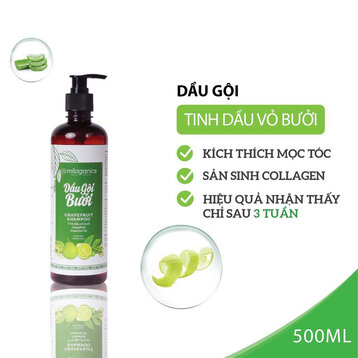 DẦU GỘI
TINH DẦU VỎ BƯỞI
KÍCH THÍCH MỌC TÓC
SẢN SINH COLLAGEN
HIỆU QUẢ NHẬN THẤY
CHỈ SAU 3 TUẦN
milaganics
Dầu Gội
Bưởi
GRAPEFRUIT
SHAMPOO
500ML